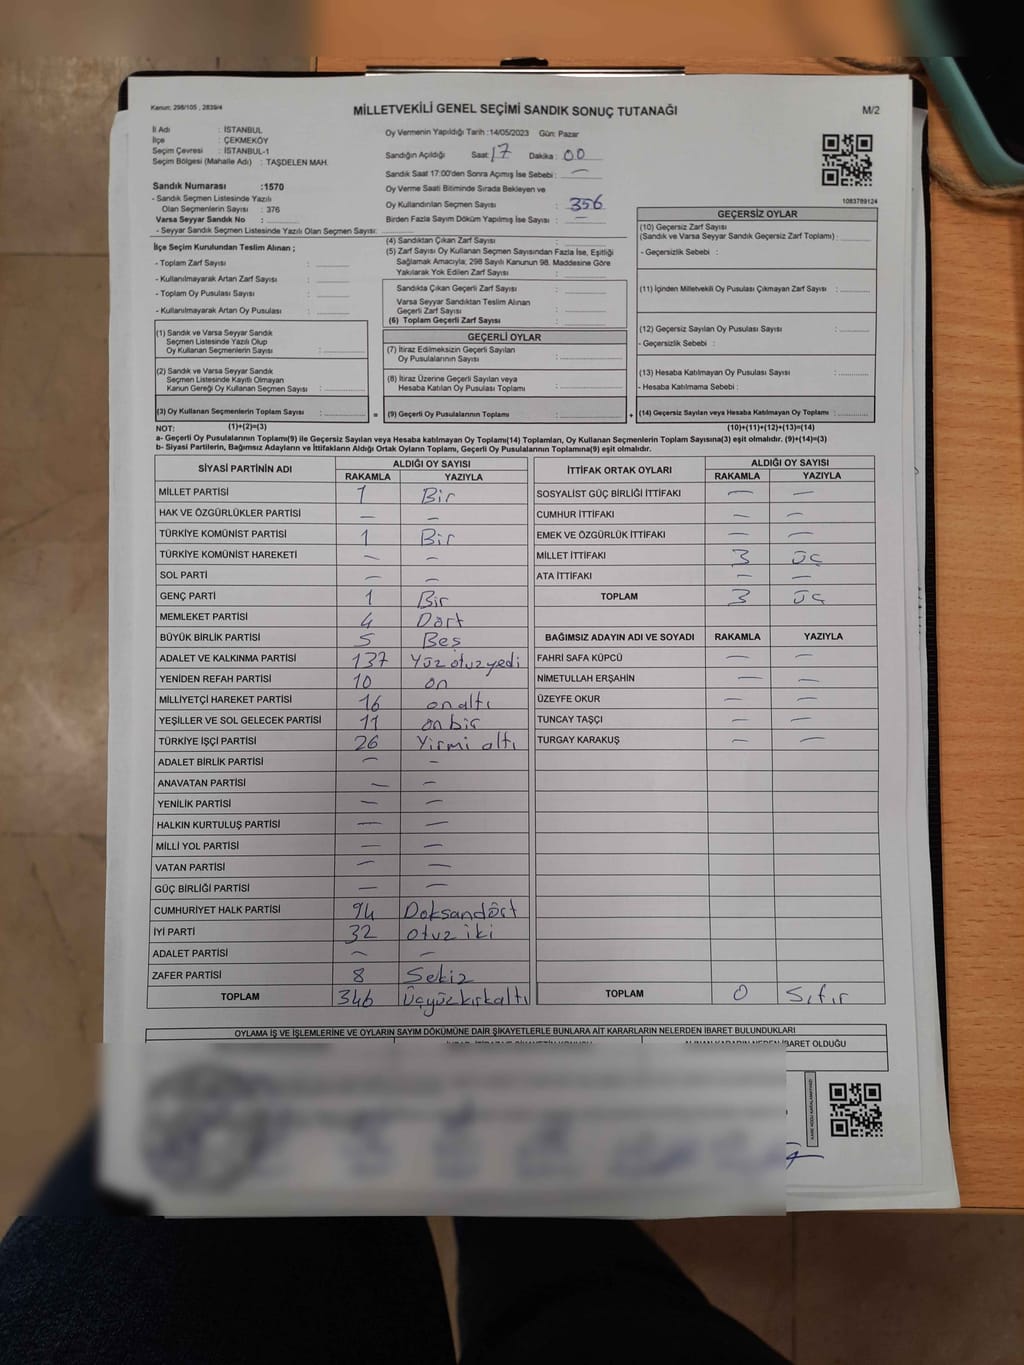 Kanun: 298/105 , 2839/4
MİLLETVEKİLİ GENEL SEÇİMİ SANDIK SONUÇ TUTANAĞI
M/2
İl Adı : İSTANBUL
İlçe : ÇEKMEKÖY
Seçim Çevresi : İSTANBUL-1
Seçim Bölgesi (Mahalle Adı) : TAŞDELEN MAH.
Sandık Numarası :1570
- Sandık Seçmen Listesinde Yazılı
Olan Seçmenlerin Sayısı : 376
Varsa Seyyar Sandık No :
- Seyyar Sandık Seçmen Listesinde Yazılı Olan Seçmen Sayısı:
Oy Vermenin Yapıldığı Tarih :14/05/2023 Gün: Pazar
Sandığın Açıldığı Saat: 17 Dakika : 00
Sandık Saat 17:00'den Sonra Açımış İse Sebebi : —
Oy Verme Saati Bitiminde Sırada Bekleyen ve
Oy Kullandırılan Seçmen Sayısı : 356
Birden Fazla Sayım Döküm Yapılmış İse Sayısı : —
1083789124
İlçe Seçim Kurulundan Teslim Alınan ;
- Toplam Zarf Sayısı :
- Kullanılmayarak Artan Zarf Sayısı :
- Toplam Oy Pusulası Sayısı :
- Kullanılmayarak Artan Oy Pusulası :
(4) Sandıktan Çıkan Zarf Sayısı :
(5) Zarf Sayısı Oy Kullanan Seçmen Sayısından Fazla İse, Eşitliği
Sağlamak Amacıyla; 298 Sayılı Kanunun 98. Maddesine Göre
Yakılarak Yok Edilen Zarf Sayısı :
Sandıkta Çıkan Geçerli Zarf Sayısı :
Varsa Seyyar Sandıktan Teslim Alınan
Geçerli Zarf Sayısı :
(6) Toplam Geçerli Zarf Sayısı :
GEÇERSİZ OYLAR
(10) Geçersiz Zarf Sayısı
(Sandık ve Varsa Seyyar Sandık Geçersiz Zarf Toplamı) :
- Geçersizlik Sebebi :
(11) İçinden Milletvekili Oy Pusulası Çıkmayan Zarf Sayısı :
(12) Geçersiz Sayılan Oy Pusulası Sayısı :
- Geçersizlik Sebebi :
(13) Hesaba Katılmayan Oy Pusulası Sayısı :
- Hesaba Katılmama Sebebi :
(14) Geçersiz Sayılan veya Hesaba Katılmayan Oy Toplamı :
(1) Sandık ve Varsa Seyyar Sandık
Seçmen Listesinde Yazılı Olup
Oy Kullanan Seçmenlerin Sayısı :
(2) Sandık ve Varsa Seyyar Sandık
Seçmen Listesinde Kayıtlı Olmayan
Kanun Gereği Oy Kullanan Seçmen Sayısı :
(3) Oy Kullanan Seçmenlerin Toplam Sayısı : =
GEÇERLİ OYLAR
(7) İtiraz Edilmeksizin Geçerli Sayılan
Oy Pusulalarının Sayısı :
(8) İtiraz Üzerine Geçerli Sayılan veya
Hesaba Katılan Oy Pusulası Toplamı :
(9) Geçerli Oy Pusulalarının Toplamı : +
NOT: (1)+(2)=(3)
(10)+(11)+(12)+(13)=(14)
a- Geçerli Oy Pusulalarının Toplamı(9) ile Geçersiz Sayılan veya Hesaba katılmayan Oy Toplamı(14) Toplamları, Oy Kullanan Seçmenlerin Toplam Sayısına(3) eşit olmalıdır. (9)+(14)=(3)
b- Siyasi Partilerin, Bağımsız Adayların ve İttifakların Aldığı Ortak Oyların Toplamı, Geçerli Oy Pusulalarının Toplamına(9) eşit olmalıdır.
SİYASİ PARTİNİN ADI ALDIĞI OY SAYISI
RAKAMLA YAZIYLA
MİLLET PARTİSİ 1 Bir
HAK VE ÖZGÜRLÜKLER PARTİSİ — —
TÜRKİYE KOMÜNİST PARTİSİ 1 Bir
TÜRKİYE KOMÜNİST HAREKETİ — —
SOL PARTİ — —
GENÇ PARTİ 1 Bir
MEMLEKET PARTİSİ 4 Dört
BÜYÜK BİRLİK PARTİSİ 5 Beş
ADALET VE KALKINMA PARTİSİ 137 Yüzotuzyedi
YENİDEN REFAH PARTİSİ 10 on
MİLLİYETÇİ HAREKET PARTİSİ 16 onaltı
YEŞİLLER VE SOL GELECEK PARTİSİ 11 onbir
TÜRKİYE İŞÇİ PARTİSİ 26 Yirmi altı
ADALET BİRLİK PARTİSİ — —
ANAVATAN PARTİSİ — —
YENİLİK PARTİSİ — —
HALKIN KURTULUŞ PARTİSİ — —
MİLLİ YOL PARTİSİ — —
VATAN PARTİSİ — —
GÜÇ BİRLİĞİ PARTİSİ — —
CUMHURİYET HALK PARTİSİ 94 Doksandört
İYİ PARTİ 32 otuz iki
ADALET PARTİSİ — —
ZAFER PARTİSİ 8 Sekiz
TOPLAM 346 Üçyüzkırkaltı
İTTİFAK ORTAK OYLARI ALDIĞI OY SAYISI
RAKAMLA YAZIYLA
SOSYALİST GÜÇ BİRLİĞİ İTTİFAKI — —
CUMHUR İTTİFAKI — —
EMEK VE ÖZGÜRLÜK İTTİFAKI — —
MİLLET İTTİFAKI 3 üç
ATA İTTİFAKI — —
TOPLAM 3 üç
BAĞIMSIZ ADAYIN ADI VE SOYADI RAKAMLA YAZIYLA
FAHRİ SAFA KÜPCÜ — —
NİMETULLAH ERŞAHİN — —
ÜZEYFE OKUR — —
TUNCAY TAŞÇI — —
TURGAY KARAKUŞ — —
TOPLAM 0 Sıfır
OYLAMA İŞ VE İŞLEMLERİNE VE OYLARIN SAYIM DÖKÜMÜNE DAİR ŞİKAYETLERLE BUNLARA AİT KARARLARIN NELERDEN İBARET BULUNDUKLARI
ALINAN KARARIN NEDEN İBARET OLDUĞU